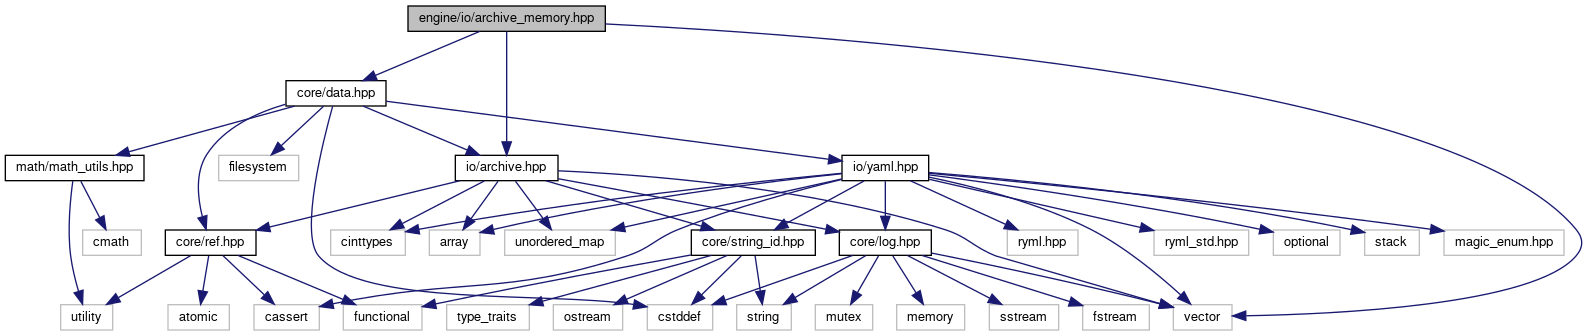 engine/io/archive_memory.hpp
core/data.hpp
math/math_utils.hpp
filesystem
io/archive.hpp
io/yaml.hpp
cmath
core/ref.hpp
cinttypes
array
unordered_map
core/string_id.hpp
core/log.hpp
ryml.hpp
ryml_std.hpp
optional
stack
magic_enum.hpp
utility
atomic
cassert
functional
type_traits
ostream
cstddef
string
mutex
memory
sstream
fstream
vector